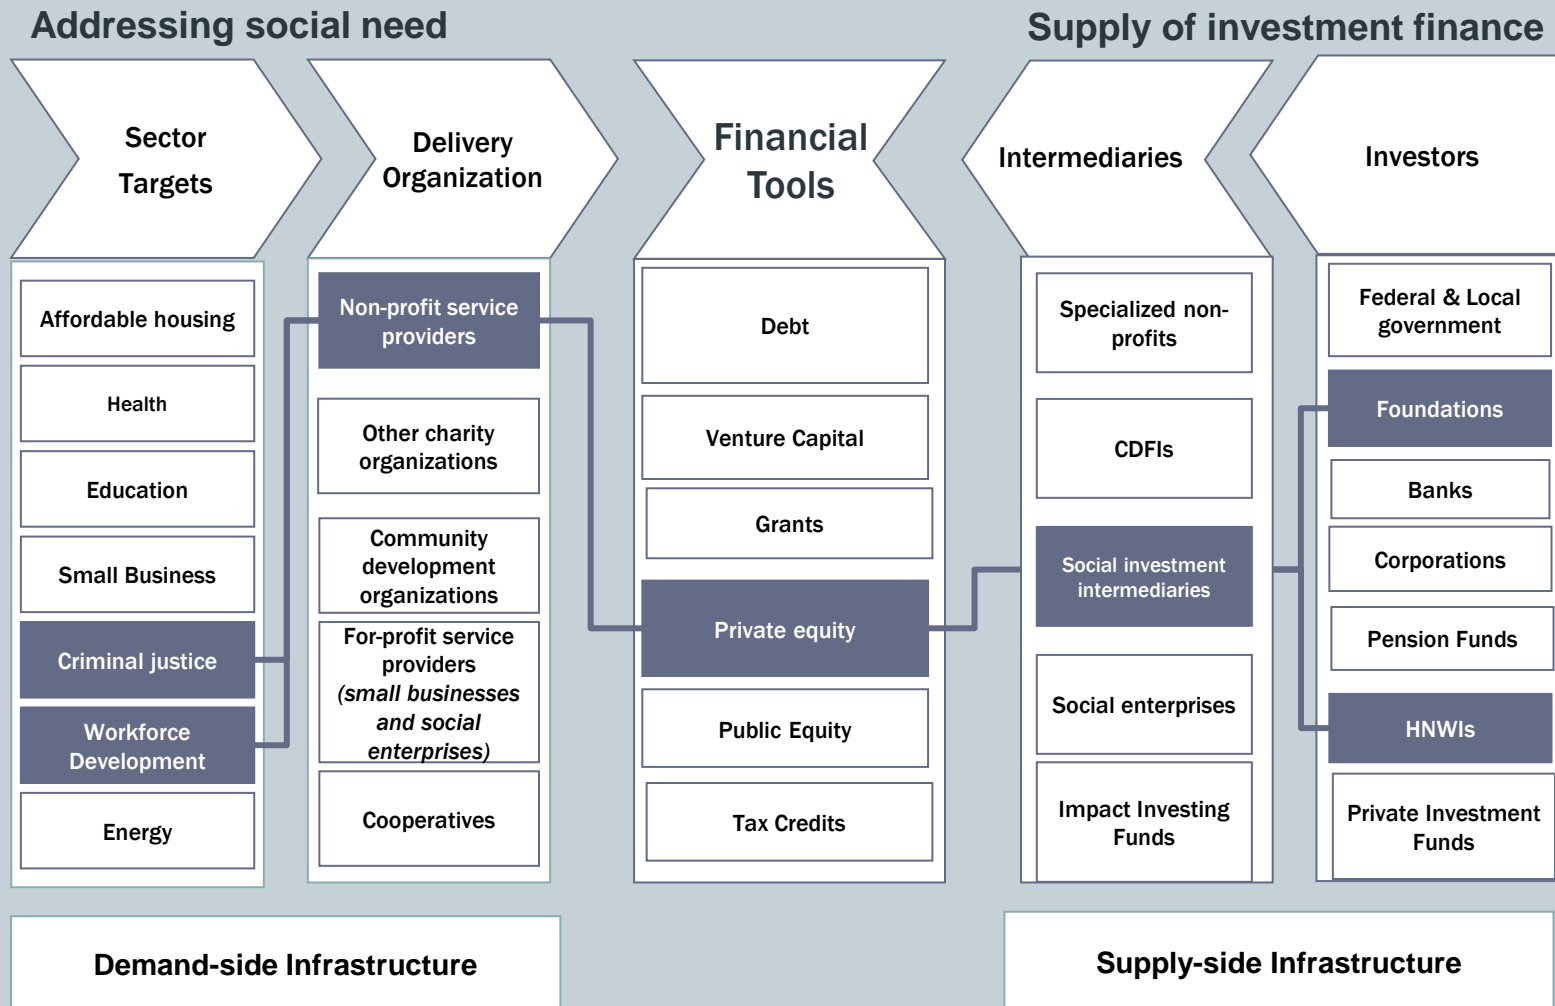 Addressing social need
Supply of investment finance
Sector
Targets
Delivery
Organization
Financial
Tools
Intermediaries
Investors
Affordable housing
Health
Education
Small Business
Criminal justice
Workforce
Development
Energy
Non-profit service
providers
Other charity
organizations
Community
development
organizations
For-profit service
providers
(small businesses
and social
enterprises)
Cooperatives
Debt
Venture Capital
Grants
Private equity
Public Equity
Tax Credits
Specialized non-
profits
CDFIs
Social investment
intermediaries
Social enterprises
Impact Investing
Funds
Federal & Local
government
Foundations
Banks
Corporations
Pension Funds
HNWIs
Private Investment
Funds
Demand-side Infrastructure
Supply-side Infrastructure